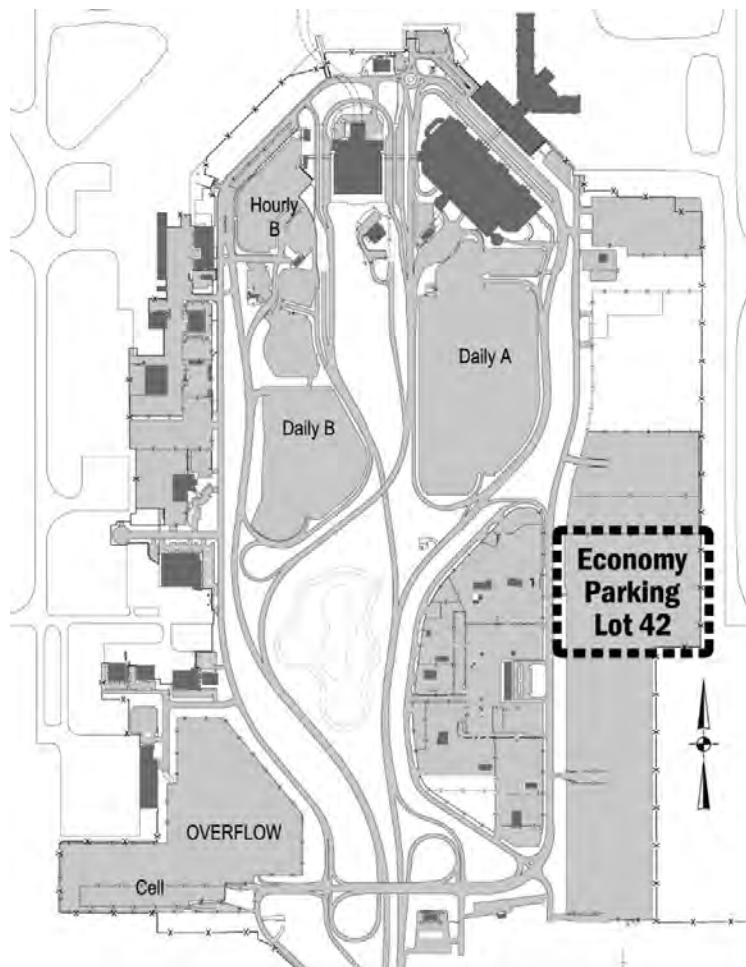 Hourly
B
Daily A
Daily B
Economy
Parking
Lot 42
OVERFLOW
Cell